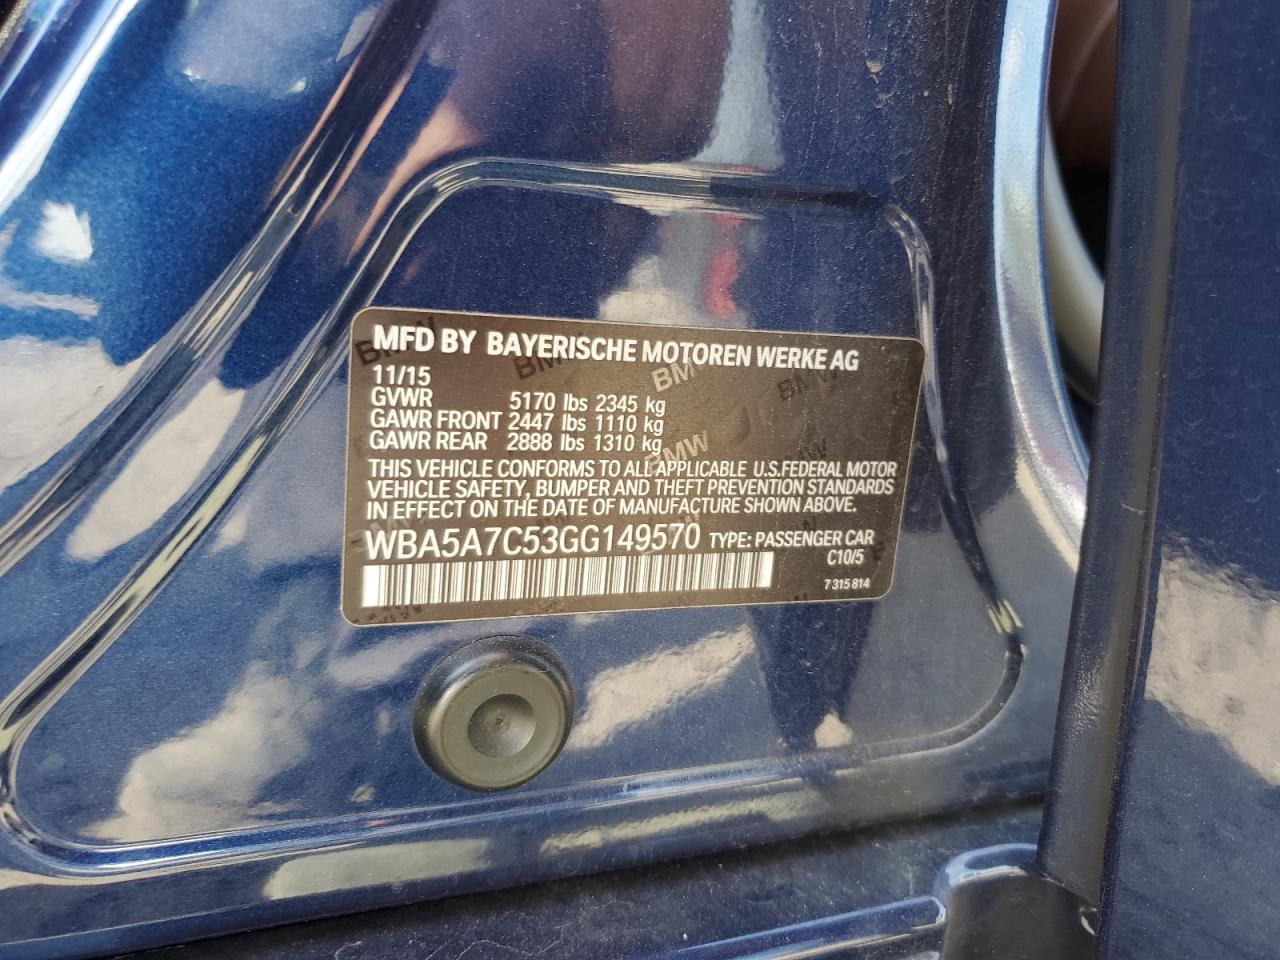 MFD BY BAYERISCHE MOTOREN WERKE AG
11/15
GVWR 5170 lbs 2345 kg
GAWR FRONT 2447 lbs 1110 kg
GAWR REAR 2888 lbs 1310 kg
THIS VEHICLE CONFORMS TO ALL APPLICABLE U.S.FEDERAL MOTOR
VEHICLE SAFETY, BUMPER AND THEFT PREVENTION STANDARDS
IN EFFECT ON THE DATE OF MANUFACTURE SHOWN ABOVE.
WBA5A7C53GG149570 TYPE: PASSENGER CAR
C10/5
7 315 814